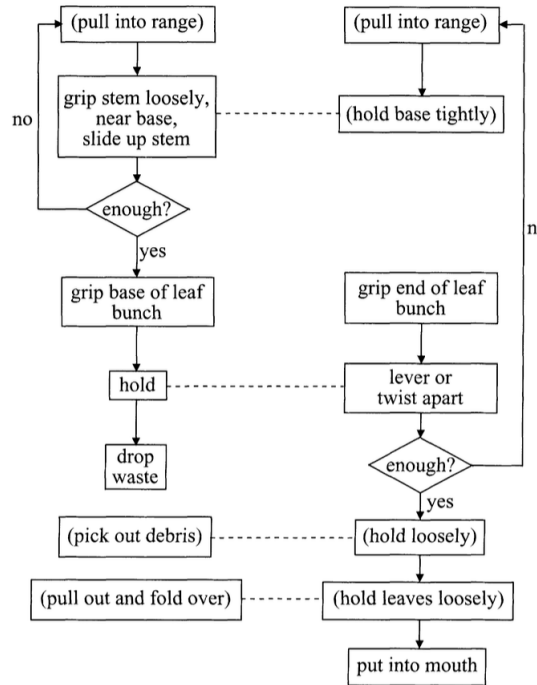 (pull into range)
(pull into range)
grip stem loosely,
near base,
slide up stem
(hold base tightly)
no
enough?
yes
n
grip base of leaf
bunch
grip end of leaf
bunch
hold
lever or
twist apart
drop
waste
enough?
yes
(pick out debris)
(hold loosely)
(pull out and fold over)
(hold leaves loosely)
put into mouth